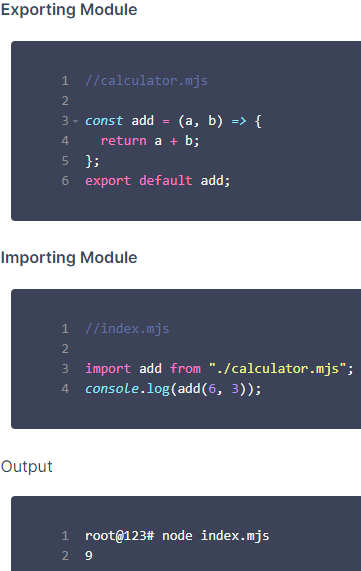 Exporting Module
1 //calculator.mjs
2
3 const add = (a, b) => {
4   return a + b;
5 };
6 export default add;
Importing Module
1 //index.mjs
2
3 import add from "./calculator.mjs";
4 console.log(add(6, 3));
Output
1 root@123# node index.mjs
2 9